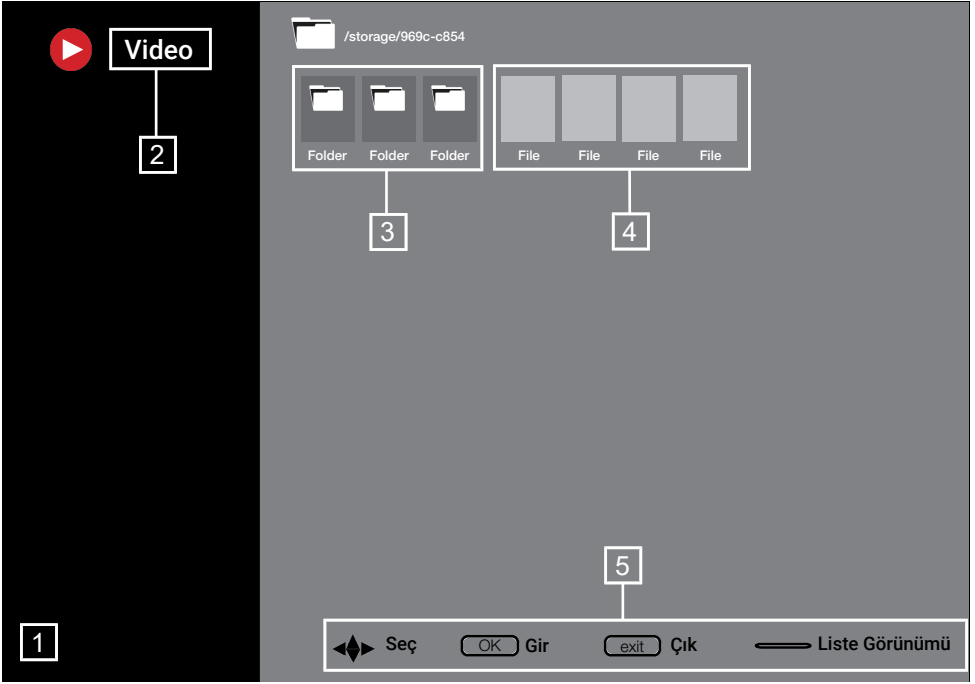 Video
2
/storage/969c-c854
Folder Folder Folder File File File File
3 4
5
1
Seç OK Gir exit Çık Liste Görünümü